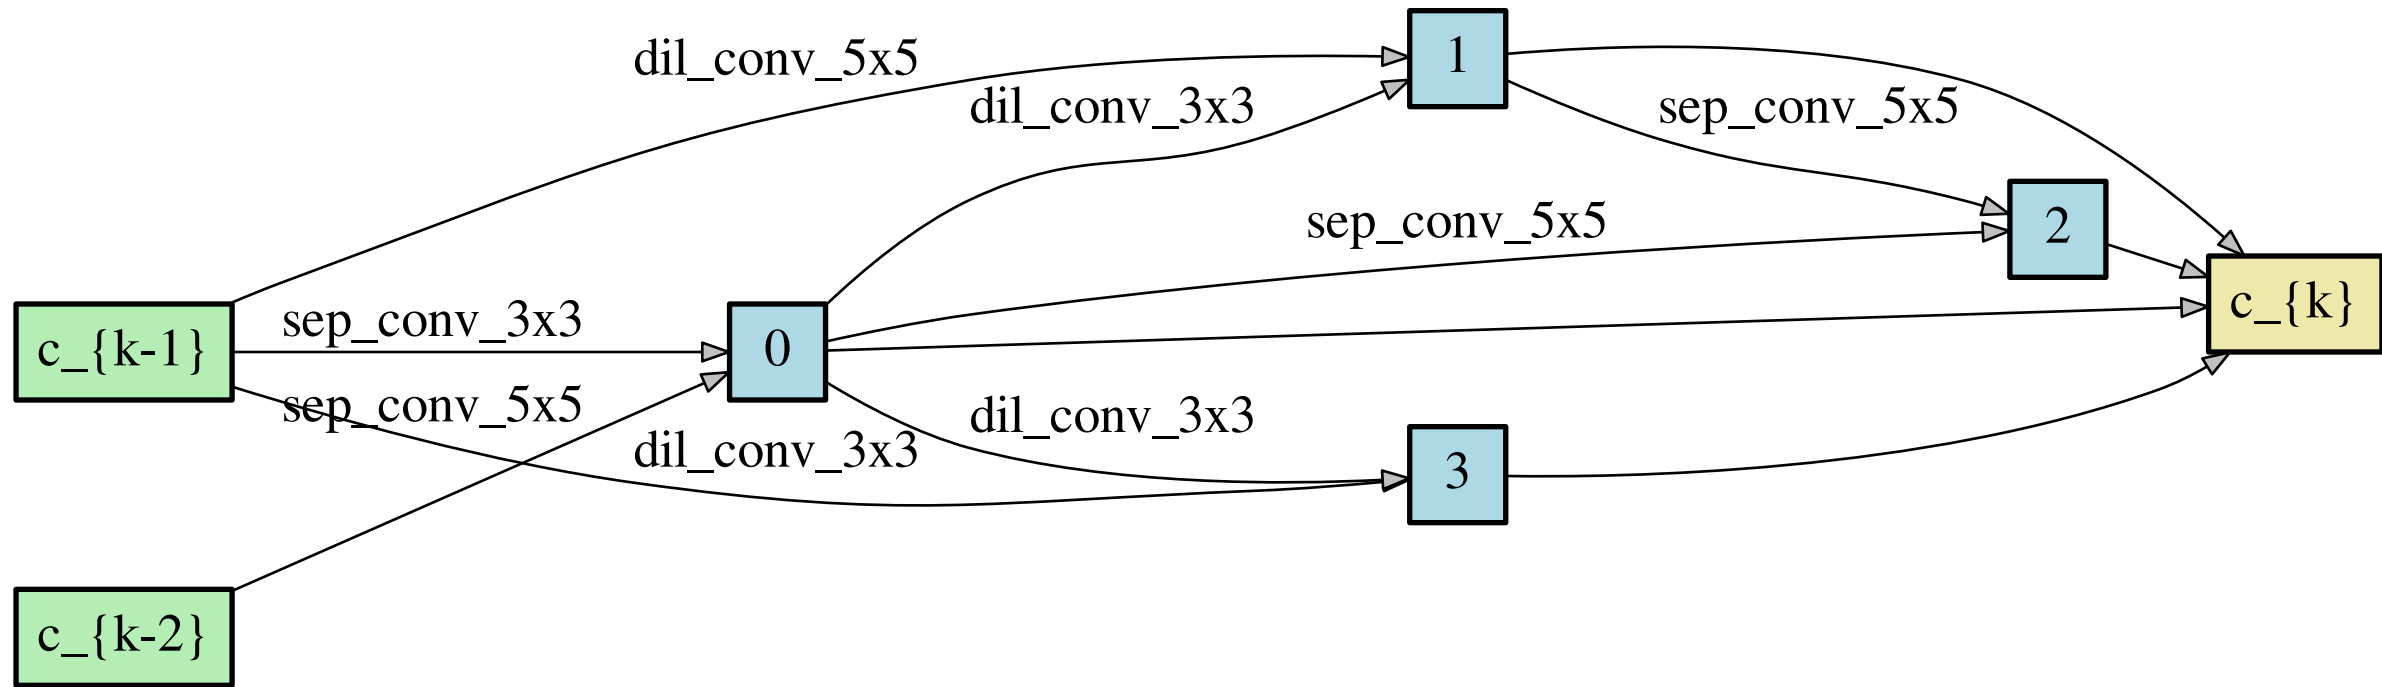 dil_conv_5x5
1
dil_conv_3x3
sep_conv_5x5
sep_conv_5x5
2
c_{k-1}
sep_conv_3x3
0
c_{k}
sep_conv_5x5
dil_conv_3x3
dil_conv_3x3
3
c_{k-2}